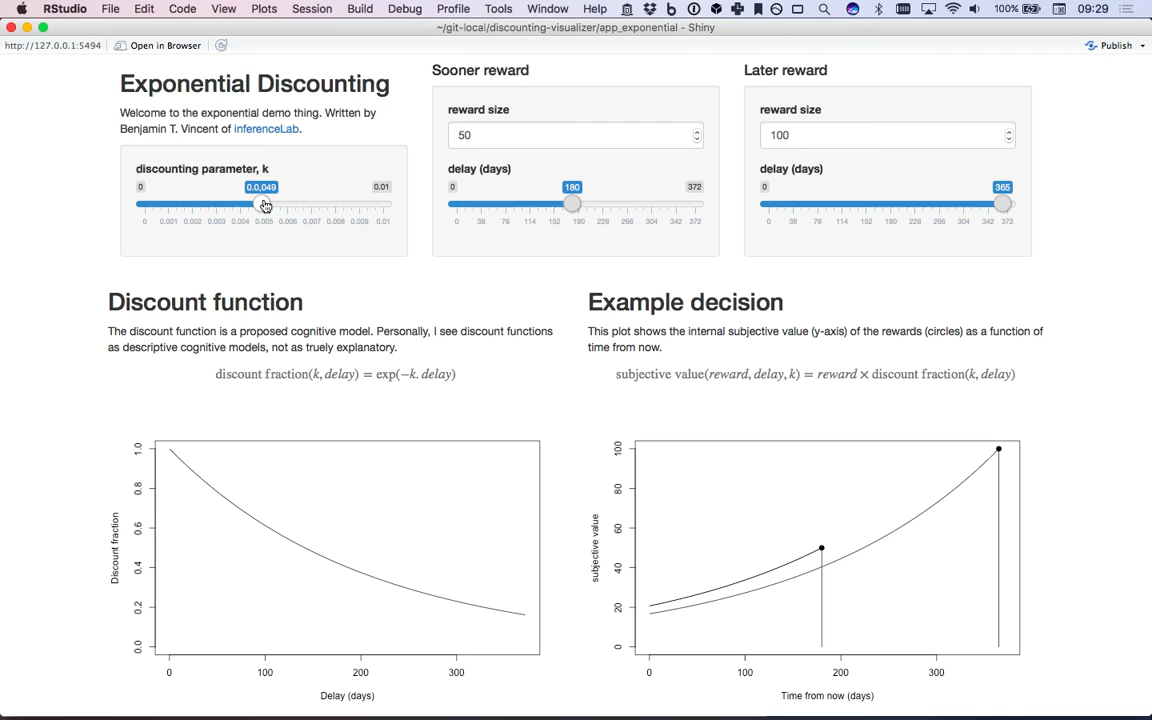 RStudio File Edit Code View Plots Session Build Debug Profile Tools Window Help 100% 09:29
~/git-local/discounting-visualizer/app_exponential - Shiny
http://127.0.0.1:5494 Open in Browser Publish
Exponential Discounting
Welcome to the exponential demo thing. Written by
Benjamin T. Vincent of inferenceLab.
discounting parameter, k
0 0.0,049 0.01
0 0.001 0.002 0.003 0.004 0.005 0.006 0.007 0.008 0.009 0.01
Sooner reward
reward size
50
delay (days)
0 180 372
0 38 76 114 152 190 228 266 304 342 372
Later reward
reward size
100
delay (days)
0 365
0 38 76 114 152 190 228 266 304 342 372
Discount function
The discount function is a proposed cognitive model. Personally, I see discount functions
as descriptive cognitive models, not as truely explanatory.
discount fraction(k, delay) = exp(−k. delay)
Discount fraction
1.0
0.8
0.6
0.4
0.2
0.0
0 100 200 300
Delay (days)
Example decision
This plot shows the internal subjective value (y-axis) of the rewards (circles) as a function of
time from now.
subjective value(reward, delay, k) = reward × discount fraction(k, delay)
subjective value
100
80
60
40
20
0
0 100 200 300
Time from now (days)